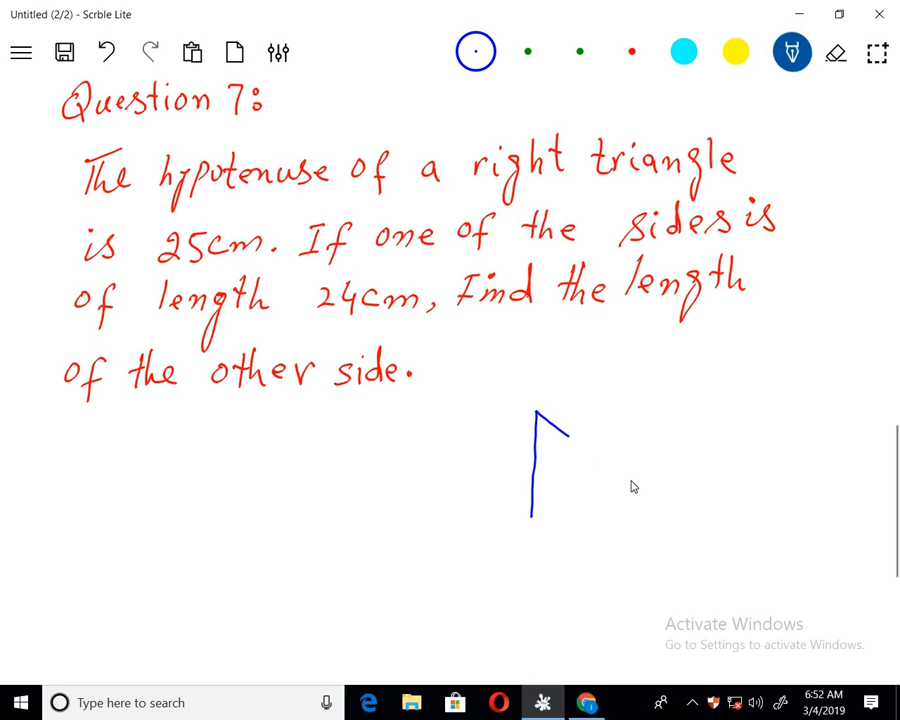 Untitled (2/2) - Scrble Lite
Question 7:
The hypotenuse of a right triangle
is 25cm. If one of the sides is
of length 24cm, Find the length
of the other side.
Activate Windows
Go to Settings to activate Windows.
Type here to search
6:52 AM
3/4/2019